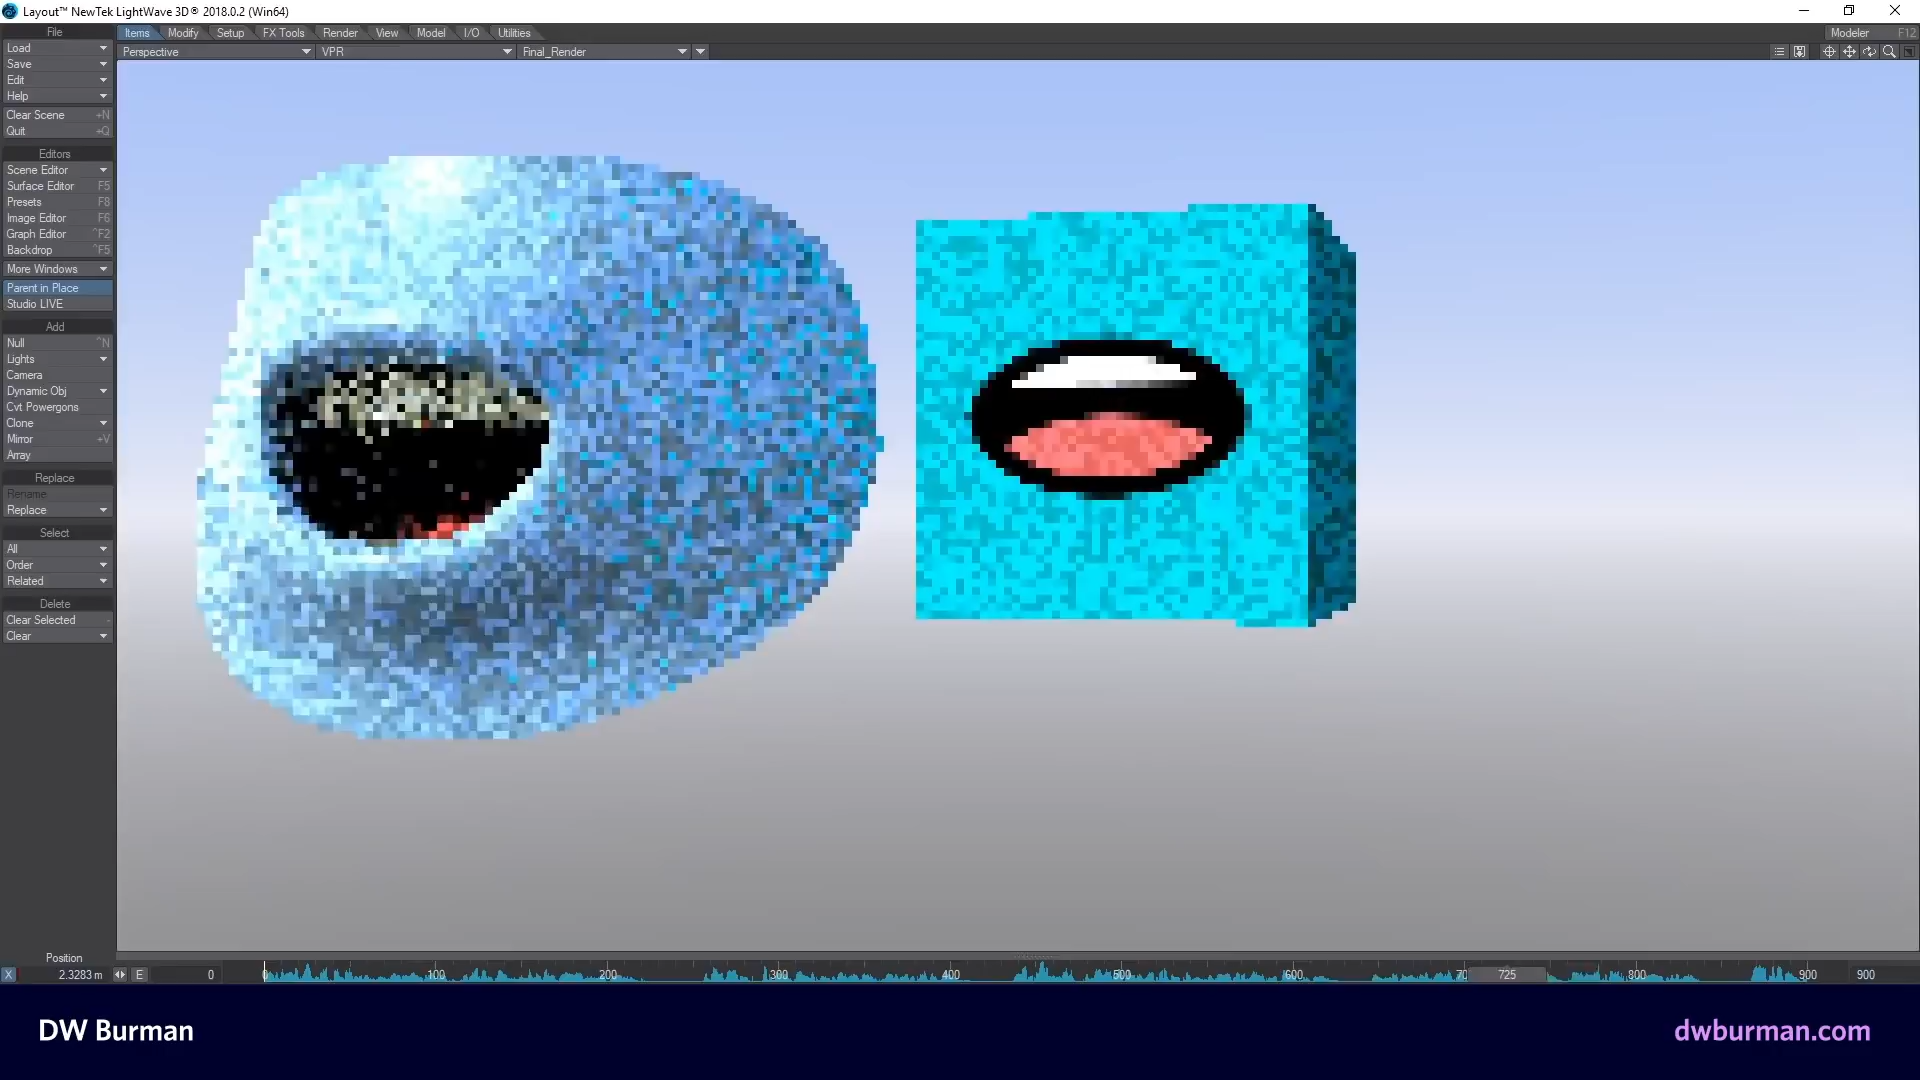 Layout™ NewTek LightWave 3D® 2018.0.2 (Win64)
File
Items Modify Setup FX Tools Render View Model I/O Utilities
Modeler F12
Load
Perspective VPR Final_Render
Save
Edit
Help
Clear Scene +N
Quit +Q
Editors
Scene Editor
Surface Editor F5
Presets F8
Image Editor F6
Graph Editor ^F2
Backdrop ^F5
More Windows
Parent in Place
Studio LIVE
Add
Null ^N
Lights
Camera
Dynamic Obj
Cvt Powergons
Clone
Mirror +V
Array
Replace
Rename
Replace
Select
All
Order
Related
Delete
Clear Selected -
Clear
Position
X 2.3283 m E 0 0 100 200 300 400 500 600 70 725 800 900 900
DW Burman
dwburman.com